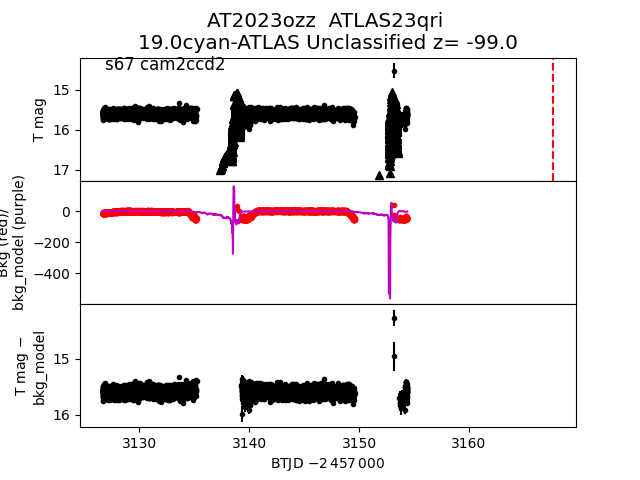 AT2023ozz  ATLAS23qri
19.0cyan-ATLAS Unclassified z= -99.0
s67 cam2ccd2
T mag
15
16
17
Bkg (red)/
bkg_model (purple)
0
−200
−400
T mag −
bkg_model
15
16
3130
3140
3150
3160
BTJD −2 457 000